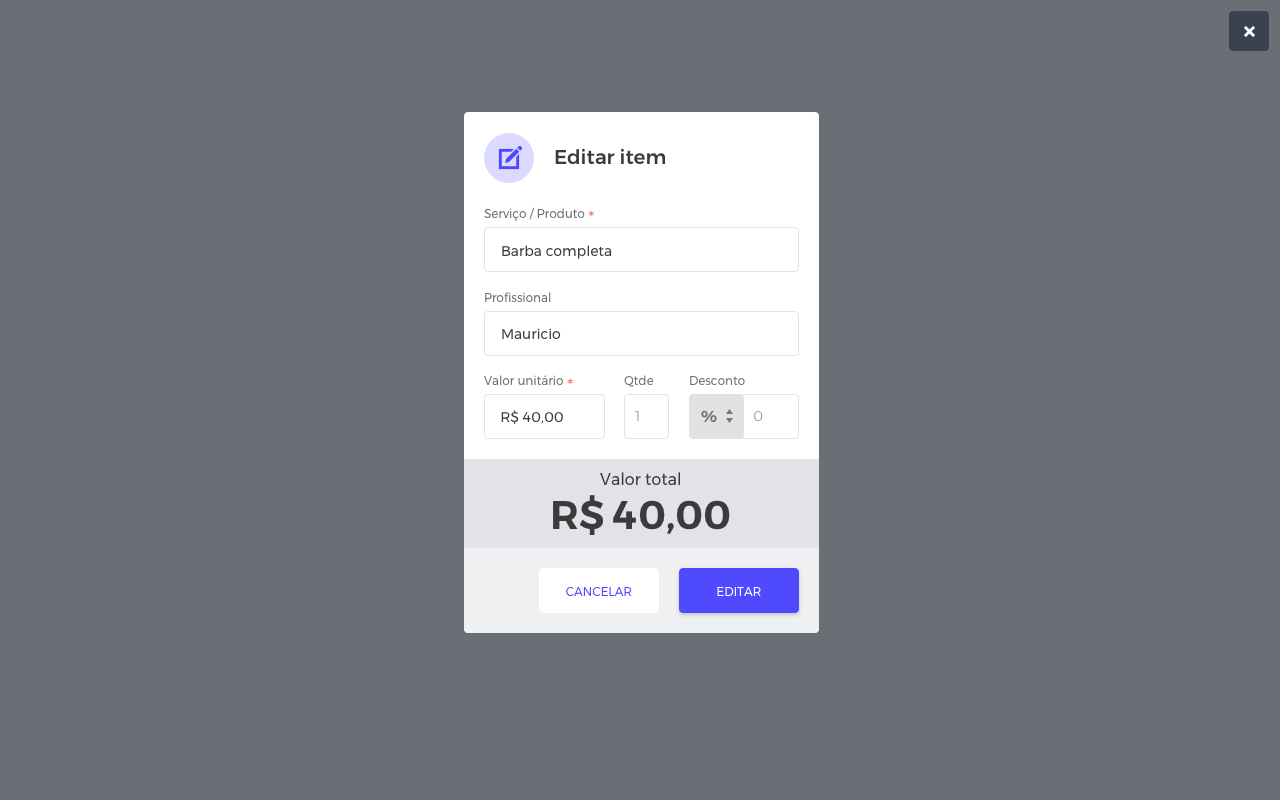 Editar item
Serviço / Produto *
Barba completa
Profissional
Mauricio
Valor unitário * Qtde Desconto
R$ 40,00 1 % 0
Valor total
R$ 40,00
CANCELAR EDITAR